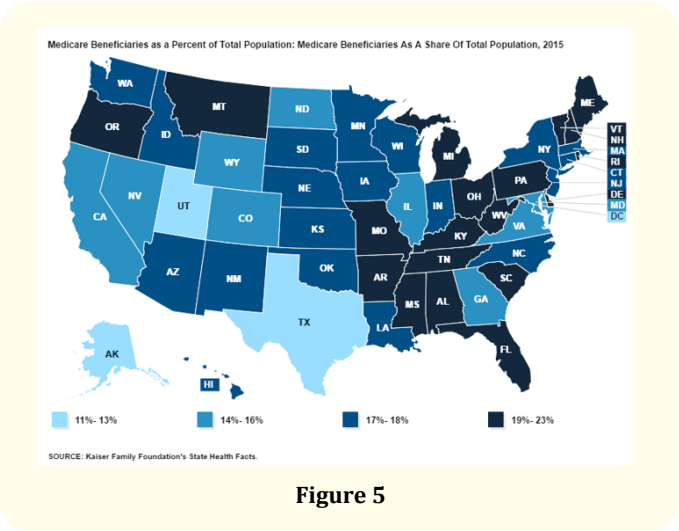 Medicare Beneficiaries as a Percent of Total Population: Medicare Beneficiaries As A Share Of Total Population, 2015
WA
MT
ND
MN
ME
OR
ID
SD
WI
MI
NY
VT
NH
MA
RI
CT
NJ
DE
MD
DC
WY
NE
IA
PA
NV
UT
CO
IL
IN
OH
WV
VA
CA
KS
MO
KY
AZ
NM
OK
AR
TN
NC
SC
TX
LA
MS
AL
GA
FL
AK
HI
11%- 13%
14%- 16%
17%- 18%
19%- 23%
SOURCE: Kaiser Family Foundation's State Health Facts.
Figure 5